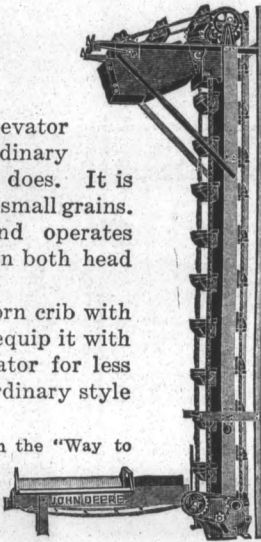 evator
dinary
does. It is
small grains.
nd operates
n both head
orn crib with
equip it with
ator for less
rdinary style
n the "Way to
JOHN DEERE